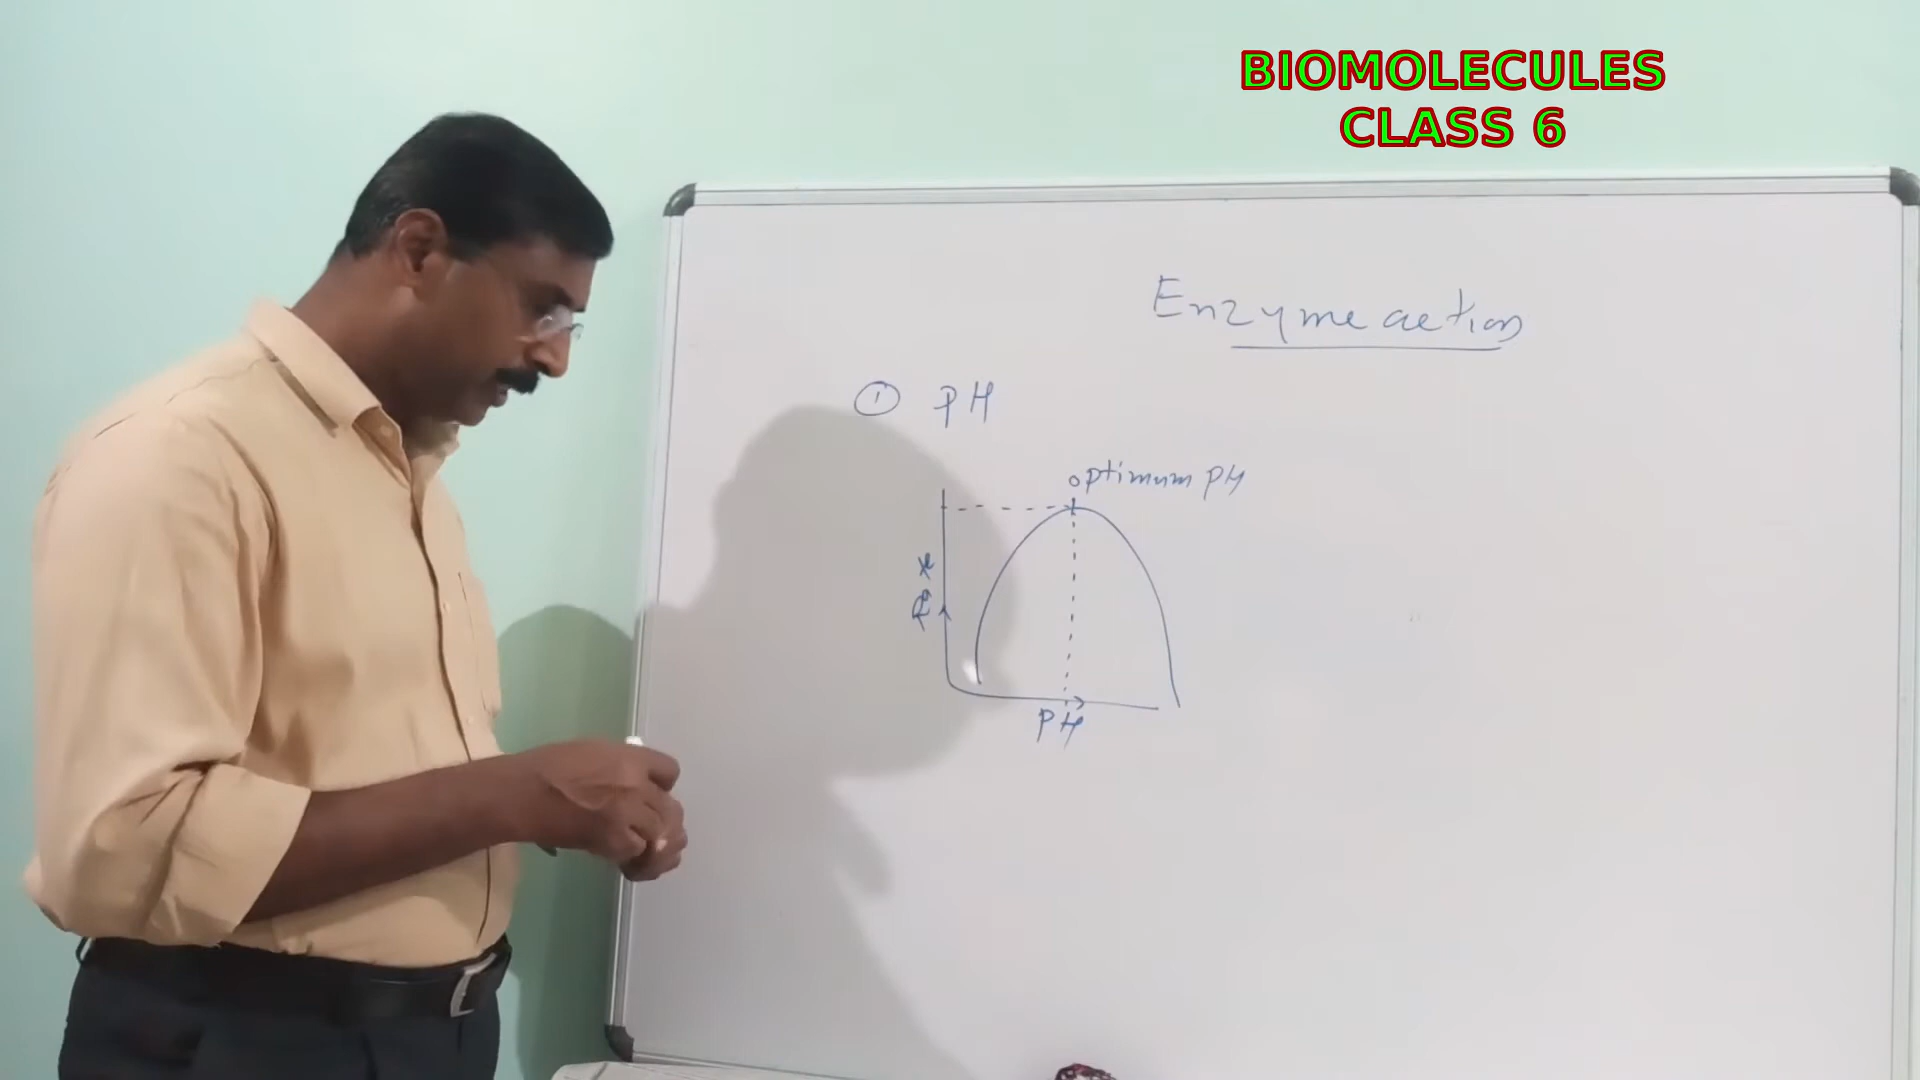 BIOMOLECULES
CLASS 6
Enzyme action
① PH
optimum PH
PH